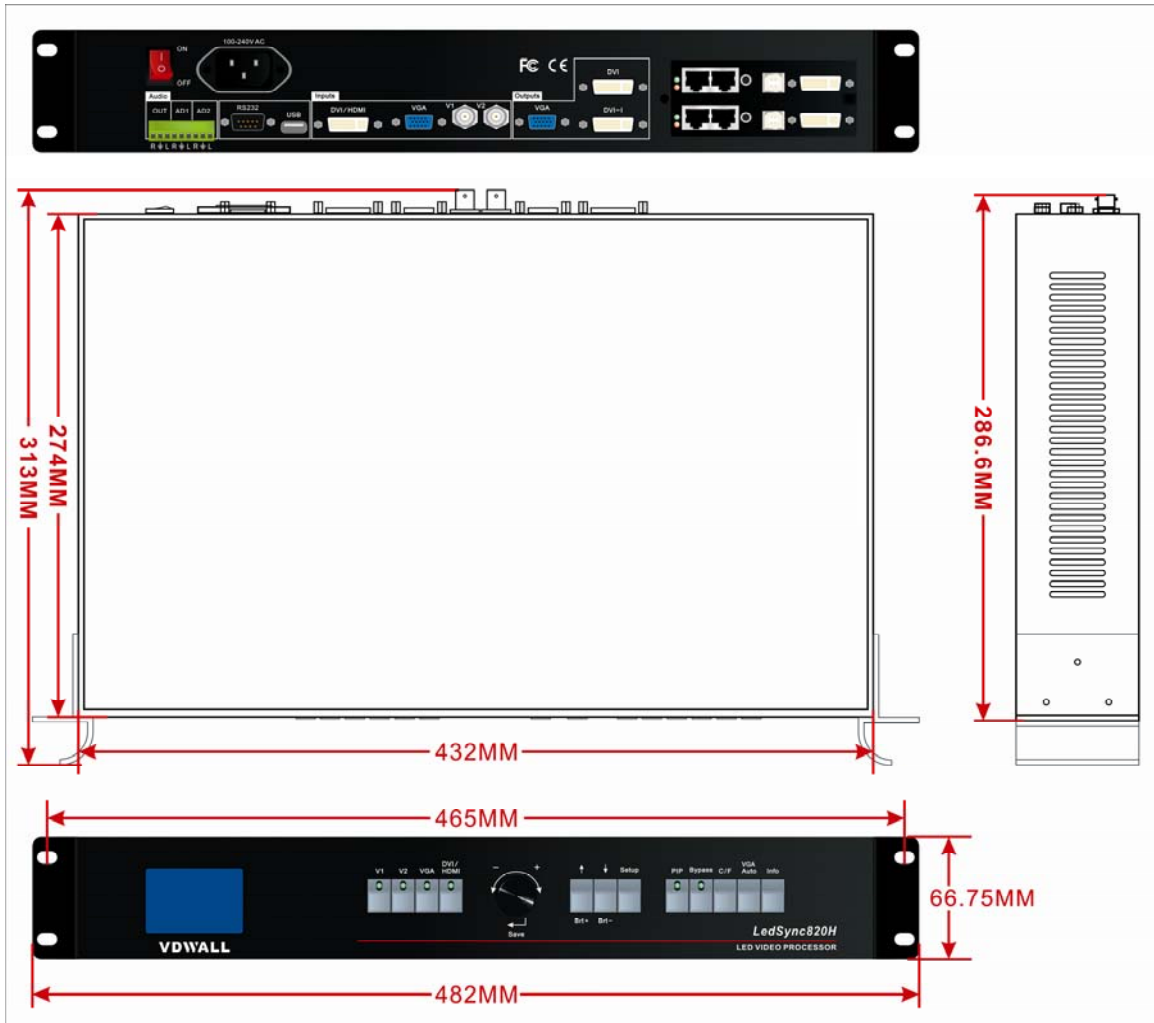 100-240V AC
ON
OFF
FC CE
DVI
Audio
OUT AD1 AD2
RS232
USB
Inputs
DVI/HDMI
VGA
V1
V2
Outputs
VGA
DVI-I
R L R L R L
313MM
274MM
286.6MM
432MM
465MM
V1
V2
VGA
DVI/
HDMI
- +
Save
↑
↓
Setup
Brt+
Brt-
PIP
Bypass
C/F
VGA
Auto
Info
66.75MM
VDWALL
LedSync820H
LED VIDEO PROCESSOR
482MM